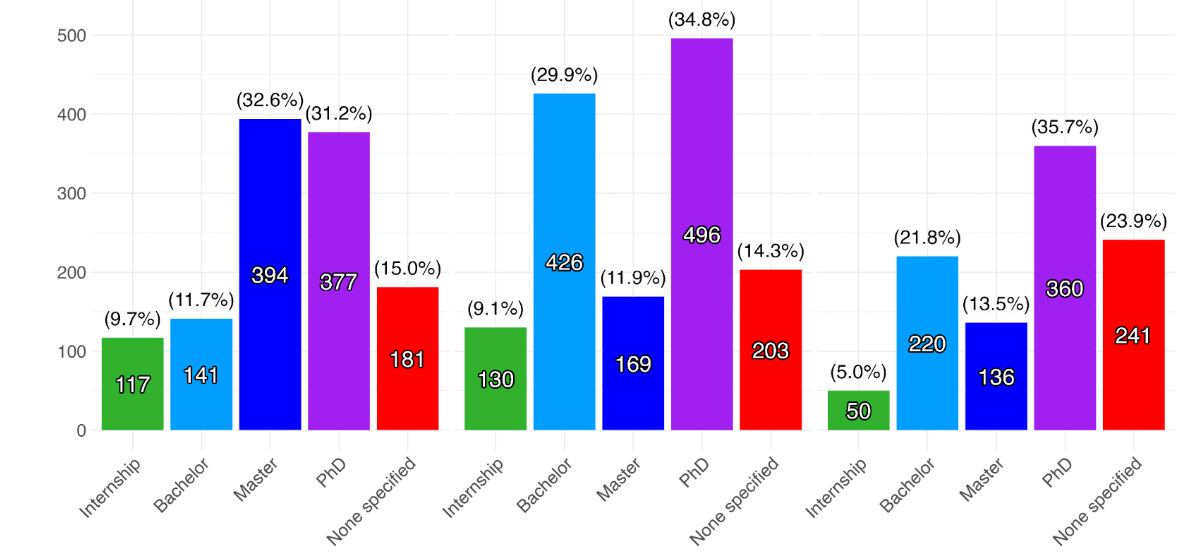 500
400
300
200
100
0
(9.7%)
(11.7%)
(32.6%)
(31.2%)
(15.0%)
117
141
394
377
181
Internship
Bachelor
Master
PhD
None specified
(9.1%)
(29.9%)
(11.9%)
(34.8%)
(14.3%)
130
426
169
496
203
Internship
Bachelor
Master
PhD
None specified
(5.0%)
(21.8%)
(13.5%)
(35.7%)
(23.9%)
50
220
136
360
241
Internship
Bachelor
Master
PhD
None specified